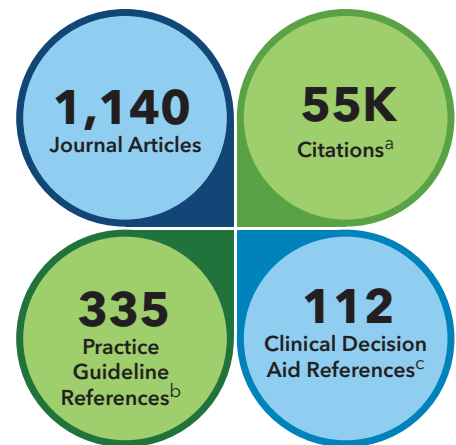 1,140
Journal Articles
55K
Citationsᵃ
335
Practice
Guideline
Referencesᵇ
112
Clinical Decision
Aid Referencesᶜ